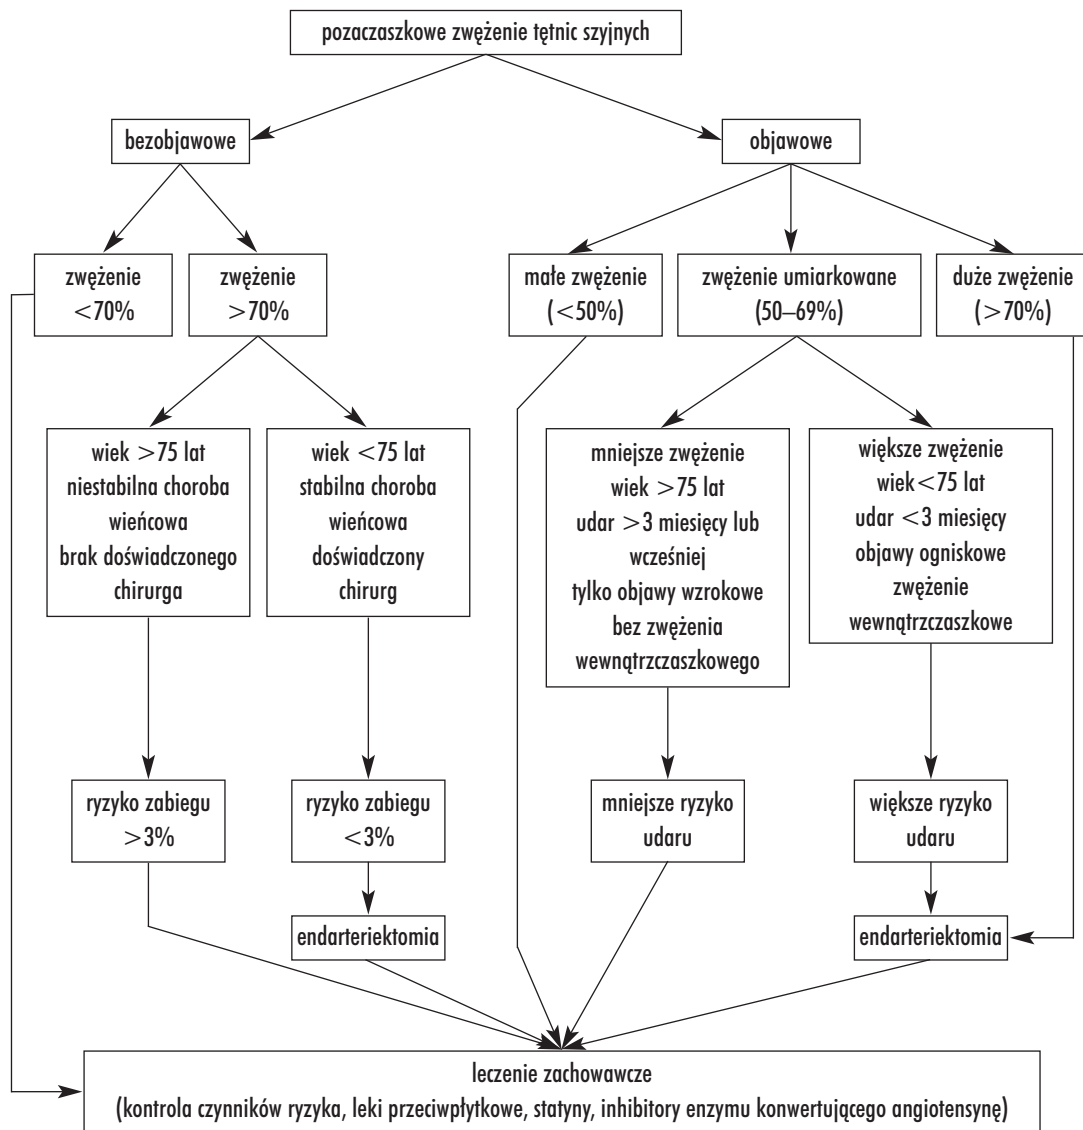 pozaczaszkowe zwężenie tętnic szyjnych
bezobjawowe
objawowe
zwężenie
<70%
zwężenie
>70%
małe zwężenie
(<50%)
zwężenie umiarkowane
(50–69%)
duże zwężenie
(>70%)
wiek >75 lat
niestabilna choroba
wieńcowa
brak doświadczonego
chirurga
wiek <75 lat
stabilna choroba
wieńcowa
doświadczony
chirurg
mniejsze zwężenie
wiek >75 lat
udar >3 miesięcy lub
wcześniej
tylko objawy wzrokowe
bez zwężenia
wewnątrzczaszkowego
większe zwężenie
wiek<75 lat
udar <3 miesięcy
objawy ogniskowe
zwężenie
wewnątrzczaszkowe
ryzyko zabiegu
>3%
ryzyko zabiegu
<3%
mniejsze ryzyko
udaru
większe ryzyko
udaru
endarteriektomia
endarteriektomia
leczenie zachowawcze
(kontrola czynników ryzyka, leki przeciwpłytkowe, statyny, inhibitory enzymu konwertującego angiotensynę)